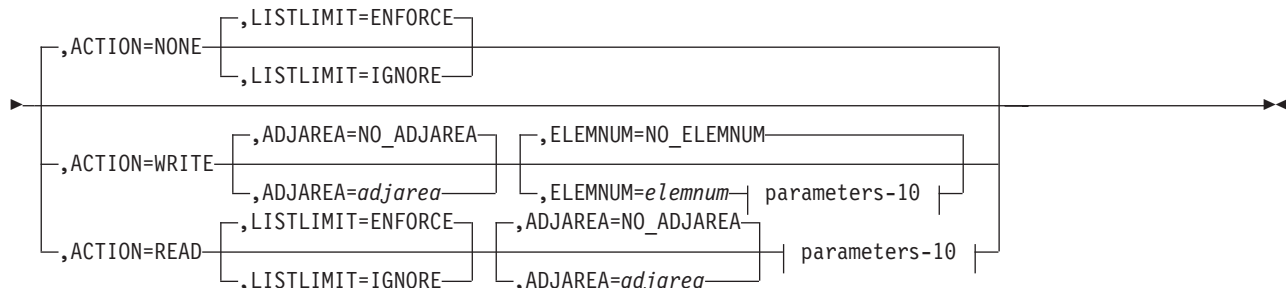 ,LISTLIMIT=ENFORCE
,ACTION=NONE
,LISTLIMIT=IGNORE
,ADJAREA=NO_ADJAREA ,ELEMNUM=NO_ELEMNUM
,ACTION=WRITE
,ADJAREA=adjarea ,ELEMNUM=elemnum parameters-10
,LISTLIMIT=ENFORCE ,ADJAREA=NO_ADJAREA
,ACTION=READ parameters-10
,LISTLIMIT=IGNORE ,ADJAREA=adjarea